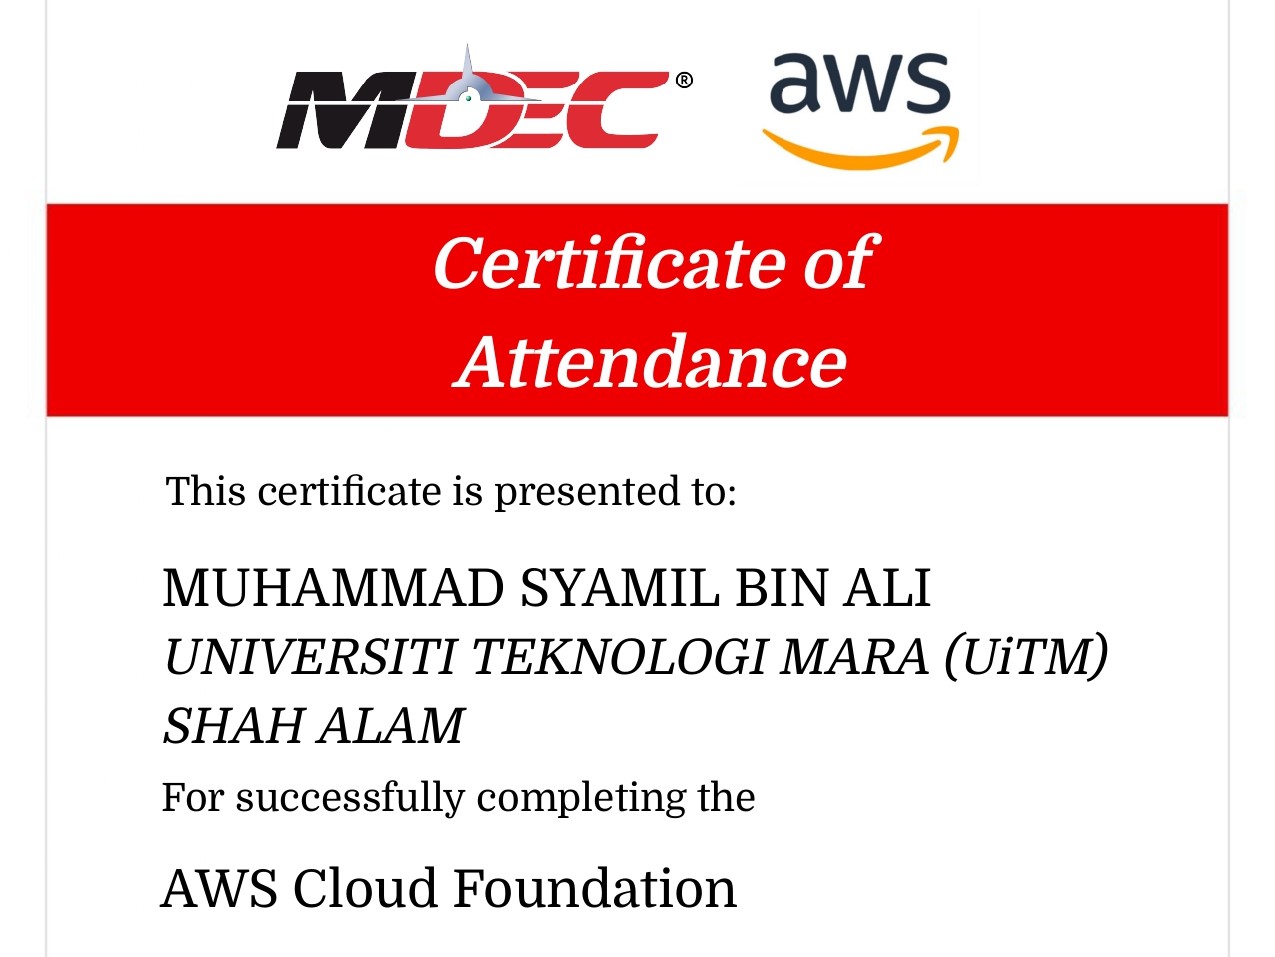 MDEC®
aws
Certificate of
Attendance
This certificate is presented to:
MUHAMMAD SYAMIL BIN ALI
UNIVERSITI TEKNOLOGI MARA (UiTM)
SHAH ALAM
For successfully completing the
AWS Cloud Foundation